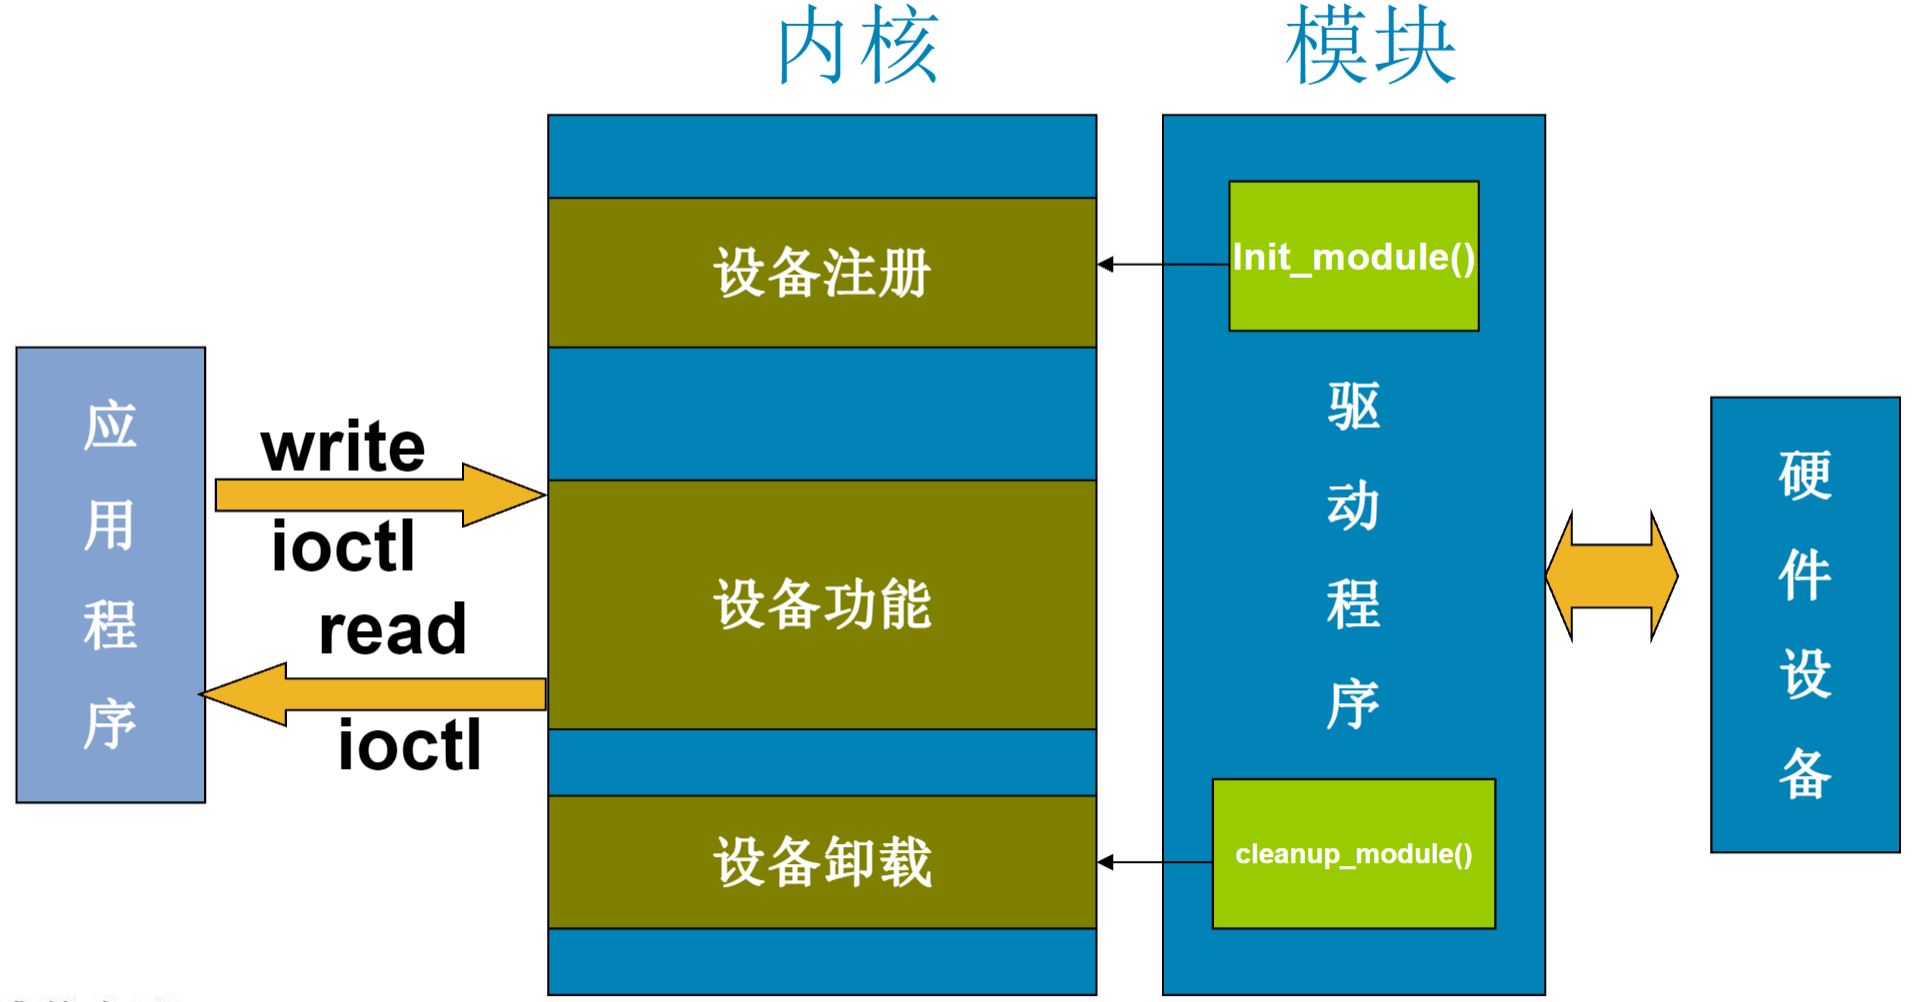 内核
模块
设备注册
Init_module()
应用程序
write
ioctl
read
ioctl
设备功能
驱动程序
硬件设备
设备卸载
cleanup_module()